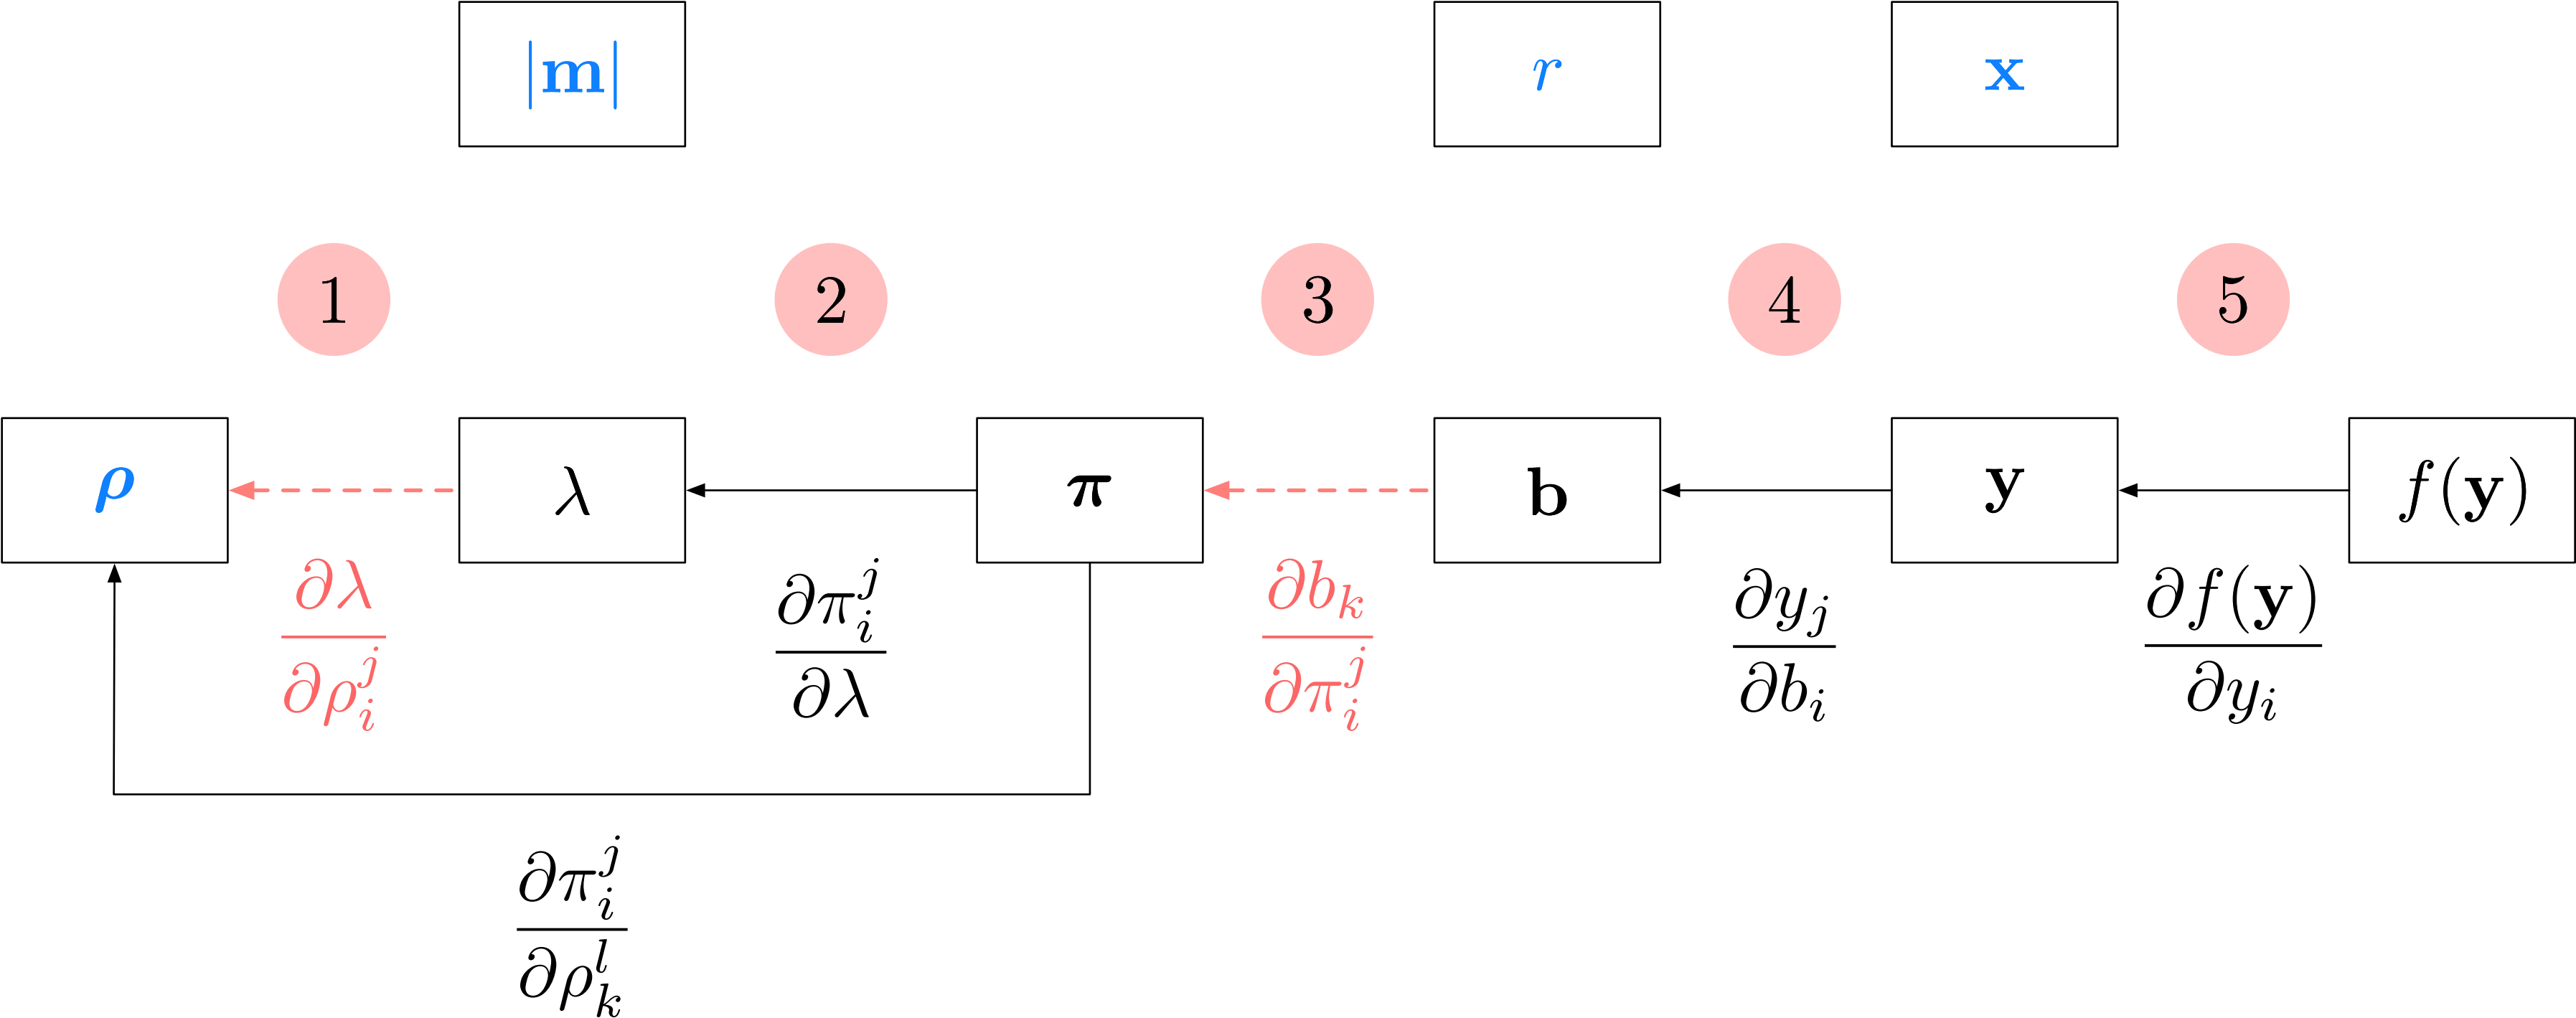 |𝐦| r 𝐱
1 2 3 4 5
𝛒 λ 𝛑 𝐛 𝐲 f(𝐲)
∂λ/∂ρ_i^j ∂π_i^j/∂λ ∂b_k/∂π_i^j ∂y_j/∂b_i ∂f(𝐲)/∂y_i
∂π_i^j/∂ρ_k^l